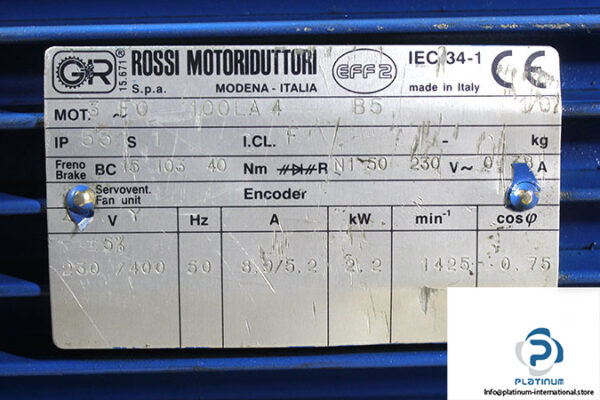 GR 15.671® ROSSI MOTORIDUTTORI EFF2 IEC 34-1 CE
S.p.a. MODENA - ITALIA made in Italy
MOT. 3 ~ FO 100LA 4 B5
IP 55 S 1 I.CL. F - kg
Freno Brake BC 15 103 40 Nm R N1 50 230 V~ A
Servovent. Fan unit Encoder
Y
V Hz A kW min-1 cosφ
5%
230 /400 50 8.9/5.2 2.2 1425 0.75
PLATINUM
Info@platinum-international.store